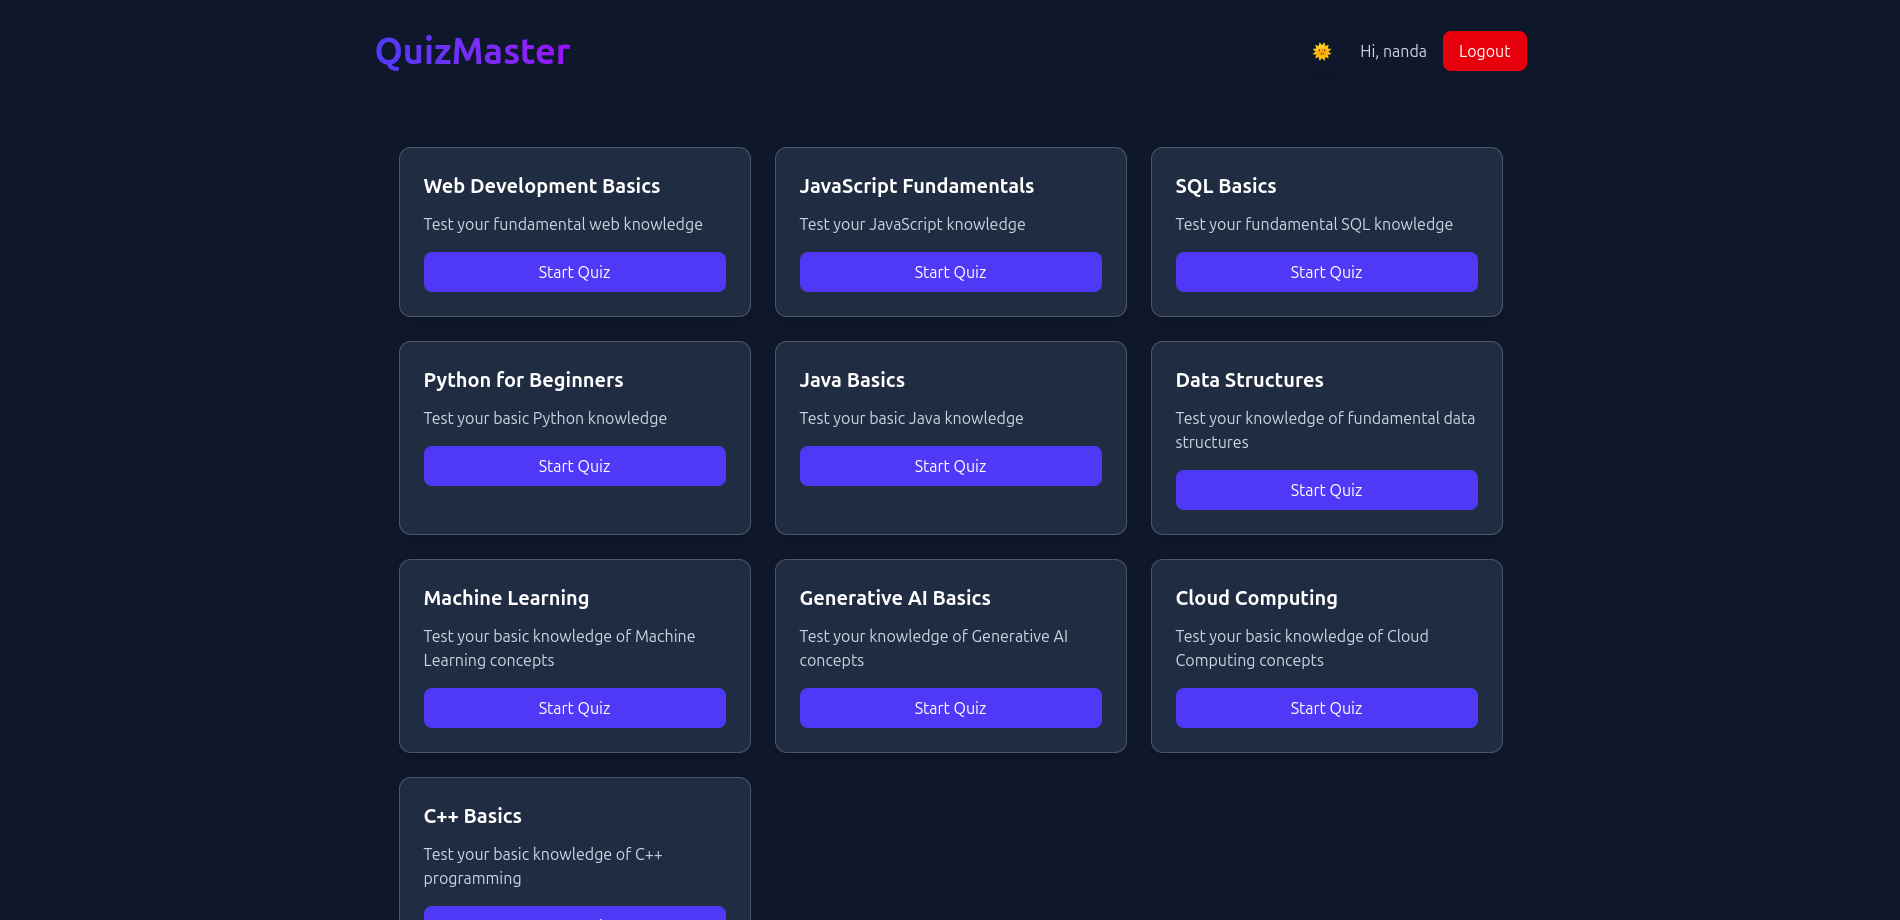 QuizMaster
Hi, nanda
Logout
Web Development Basics
Test your fundamental web knowledge
Start Quiz
JavaScript Fundamentals
Test your JavaScript knowledge
Start Quiz
SQL Basics
Test your fundamental SQL knowledge
Start Quiz
Python for Beginners
Test your basic Python knowledge
Start Quiz
Java Basics
Test your basic Java knowledge
Start Quiz
Data Structures
Test your knowledge of fundamental data
structures
Start Quiz
Machine Learning
Test your basic knowledge of Machine
Learning concepts
Start Quiz
Generative AI Basics
Test your knowledge of Generative AI
concepts
Start Quiz
Cloud Computing
Test your basic knowledge of Cloud
Computing concepts
Start Quiz
C++ Basics
Test your basic knowledge of C++
programming